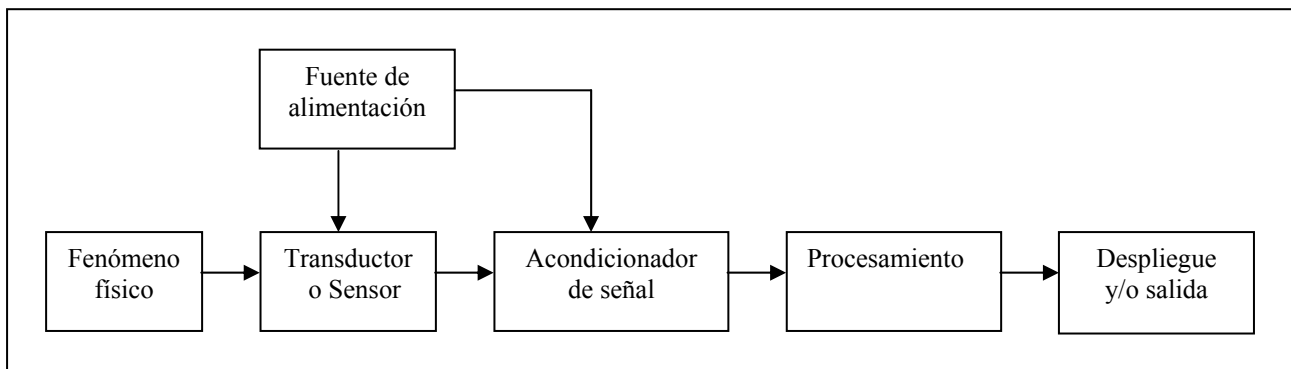 Fuente de
alimentación
Fenómeno
físico
Transductor
o Sensor
Acondicionador
de señal
Procesamiento
Despliegue
y/o salida